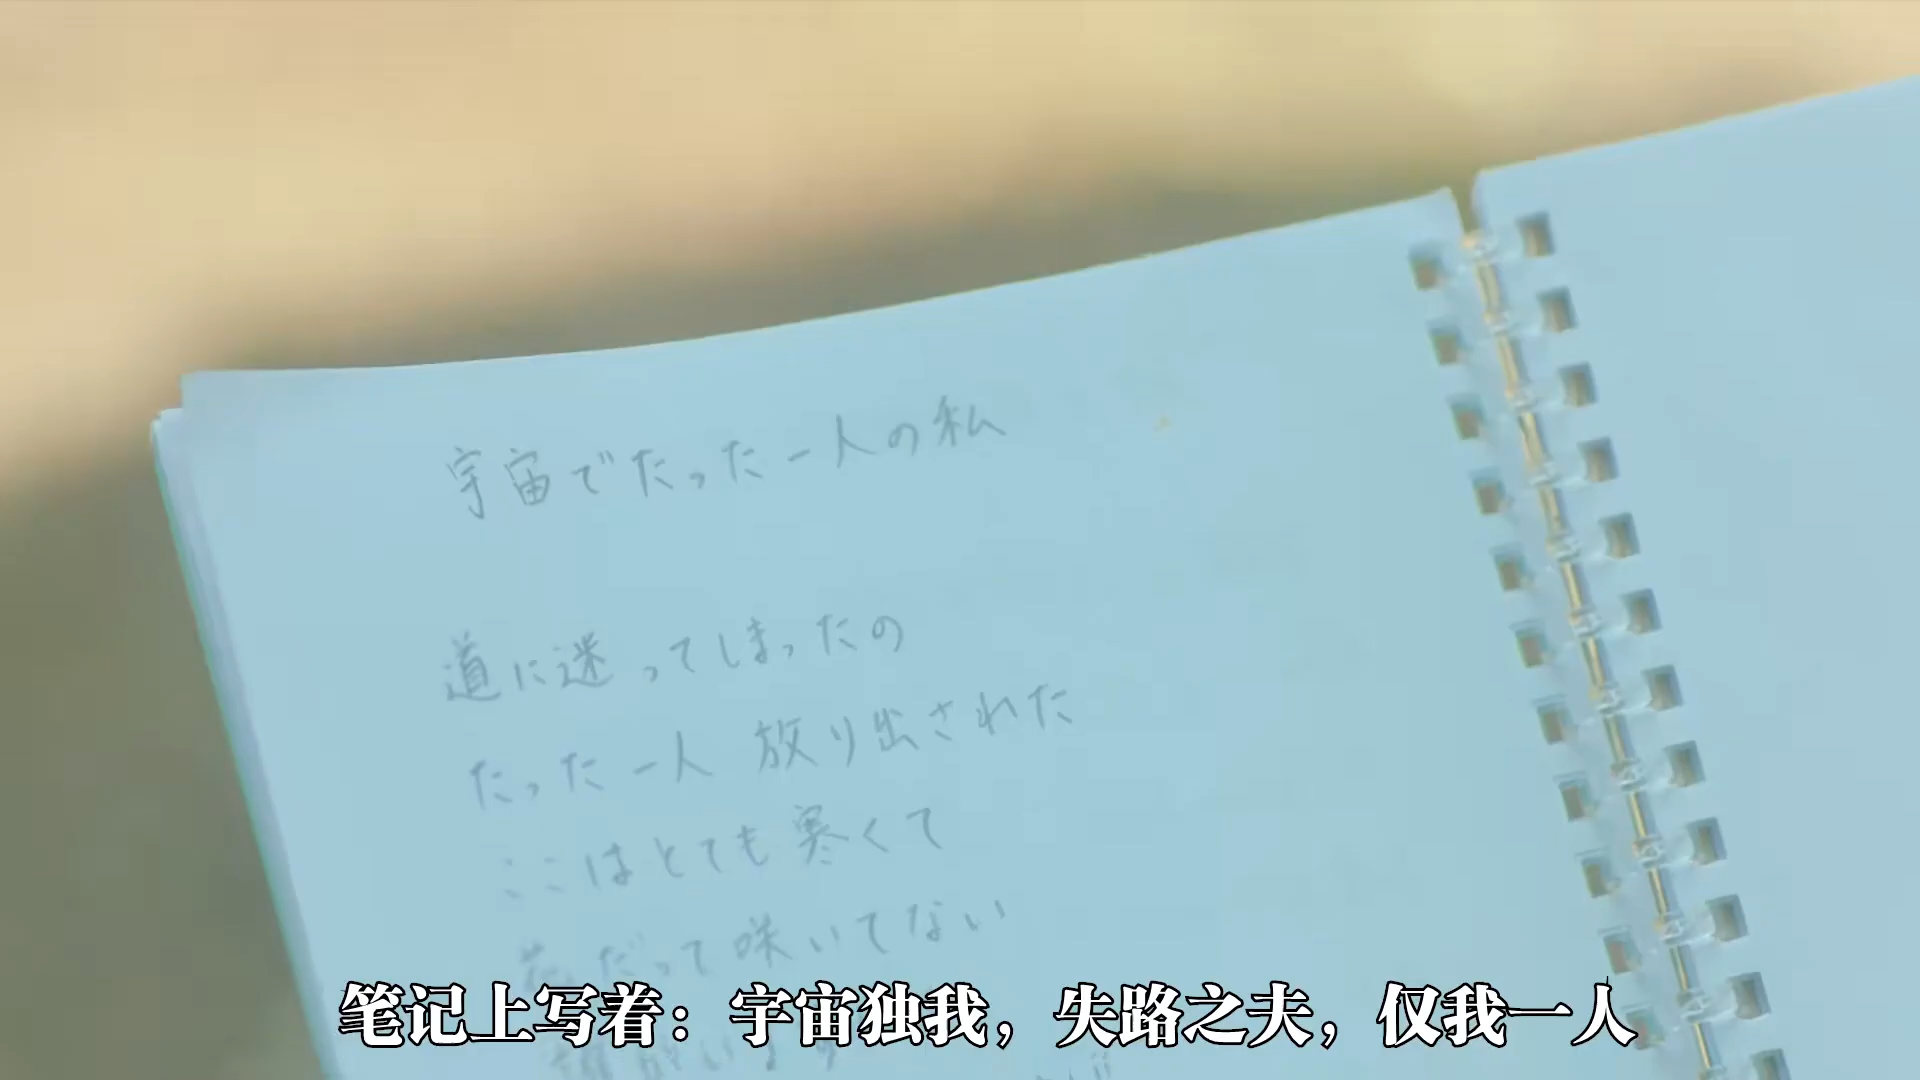 宇宙でたった一人の私
道に迷ってしまったの
たった一人 放り出された
ここはとても寒くて
花だって咲いてない
笔记上写着：宇宙独我，失路之夫，仅我一人